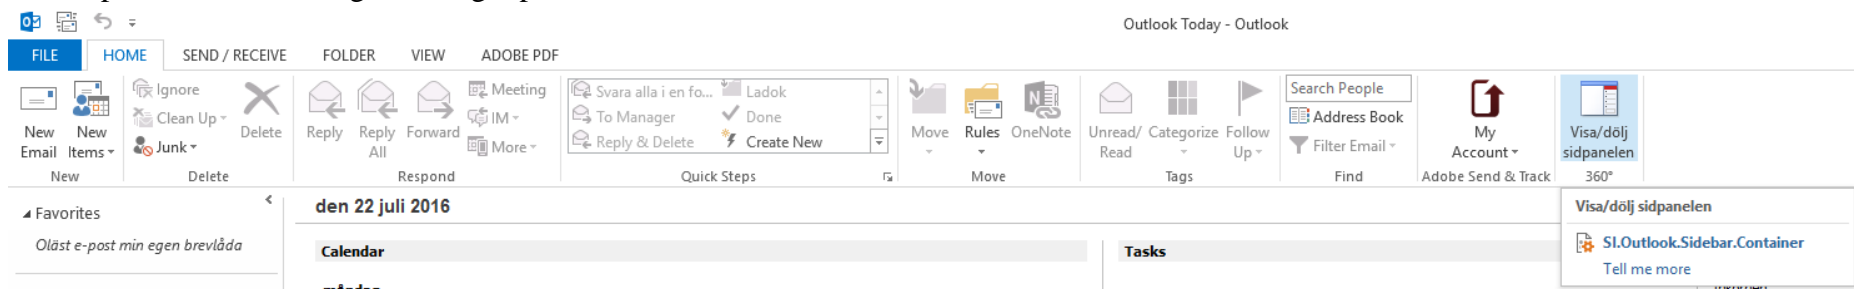 Outlook Today - Outlook
FILE HOME SEND / RECEIVE FOLDER VIEW ADOBE PDF
New Email
New Items
New
Ignore
Clean Up
Junk
Delete
Delete
Reply
Reply All
Forward
Meeting
IM
More
Respond
Svara alla i en fo...
To Manager
Reply & Delete
Ladok
Done
Create New
Quick Steps
Move
Rules
OneNote
Move
Unread/ Read
Categorize
Follow Up
Tags
Search People
Address Book
Filter Email
Find
My Account
Adobe Send & Track
Visa/dölj sidpanelen
360°
Favorites
Oläst e-post min egen brevlåda
den 22 juli 2016
Calendar
Tasks
Visa/dölj sidpanelen
SI.Outlook.Sidebar.Container
Tell me more